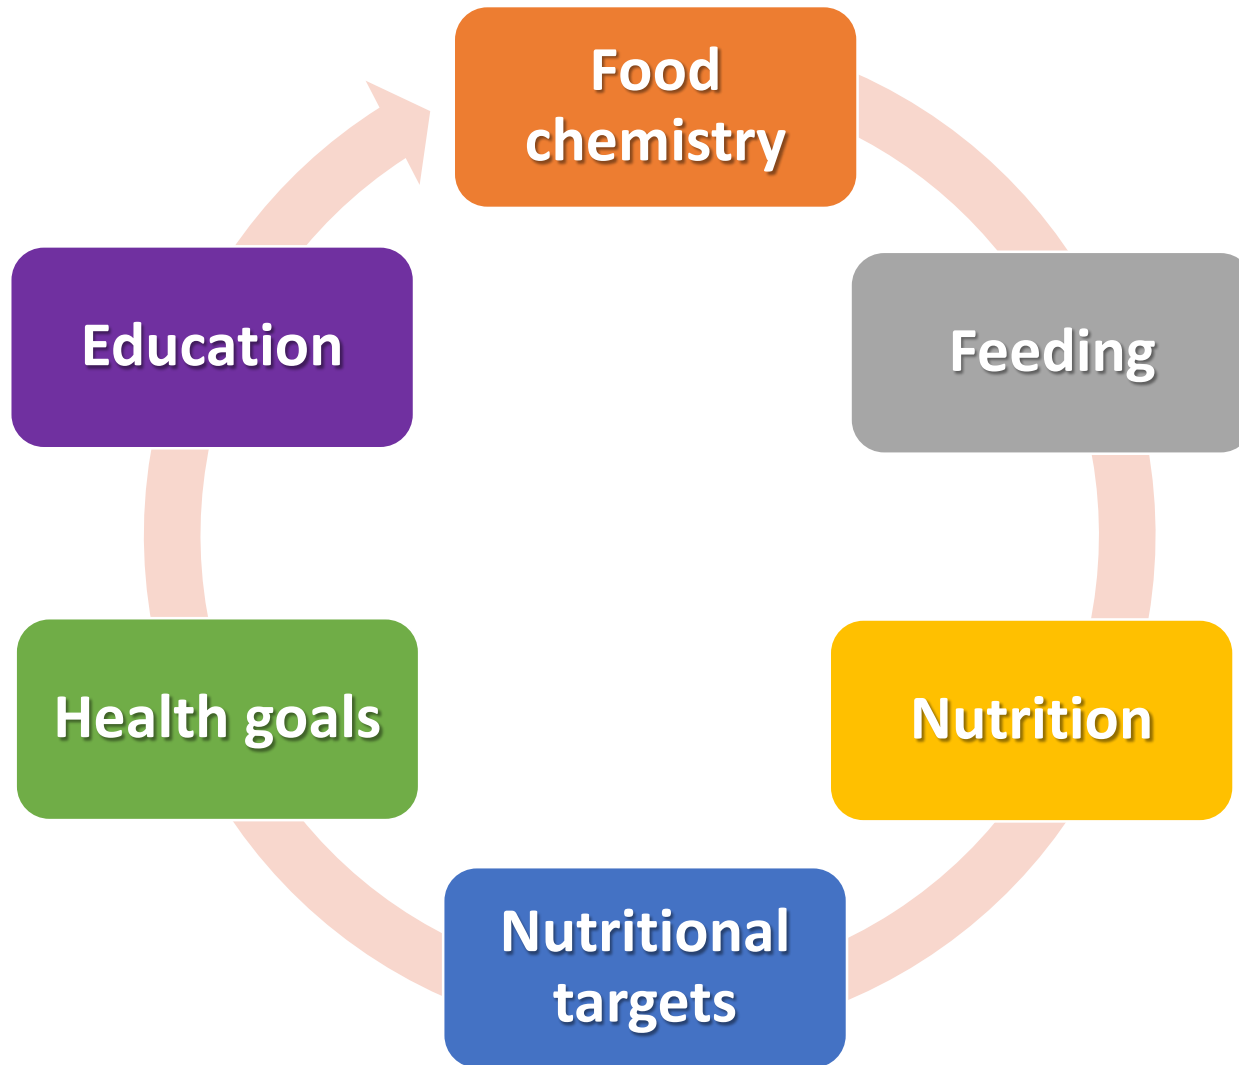 Food
chemistry
Feeding
Nutrition
Nutritional
targets
Health goals
Education